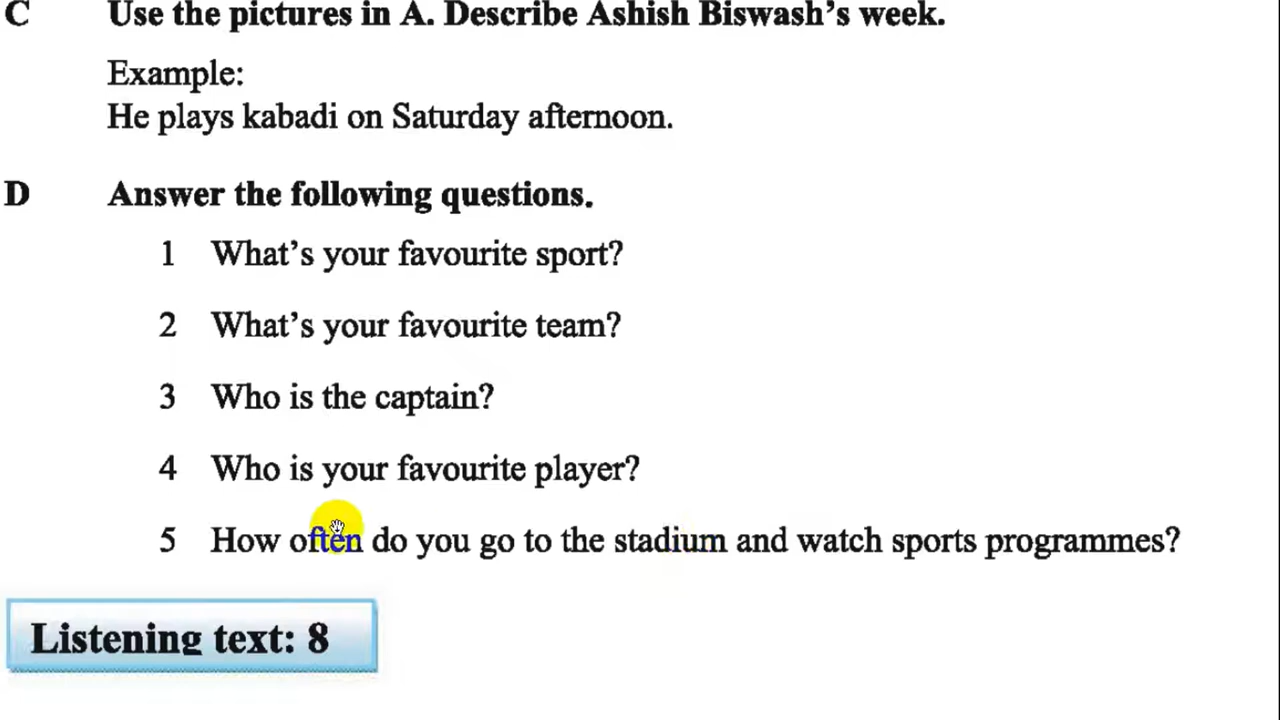 C Use the pictures in A. Describe Ashish Biswash's week.
Example:
He plays kabadi on Saturday afternoon.
D Answer the following questions.
1 What's your favourite sport?
2 What's your favourite team?
3 Who is the captain?
4 Who is your favourite player?
5 How often do you go to the stadium and watch sports programmes?
Listening text: 8